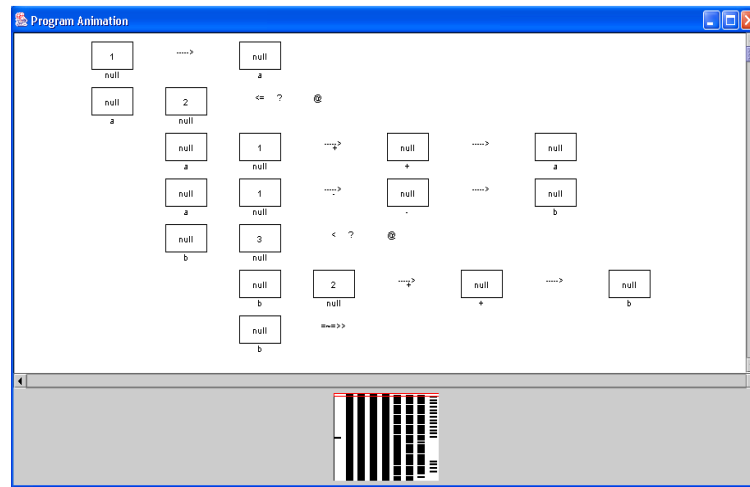 Program Animation
1 -----> null
null a
null 2 <= ? @
a null
null 1 -----> null -----> null
a null + + a
null 1 -----> null -----> null
a null - - b
null 3 < ? @
b null
null 2 -----> null -----> null
b null + + b
null =~=>>
b